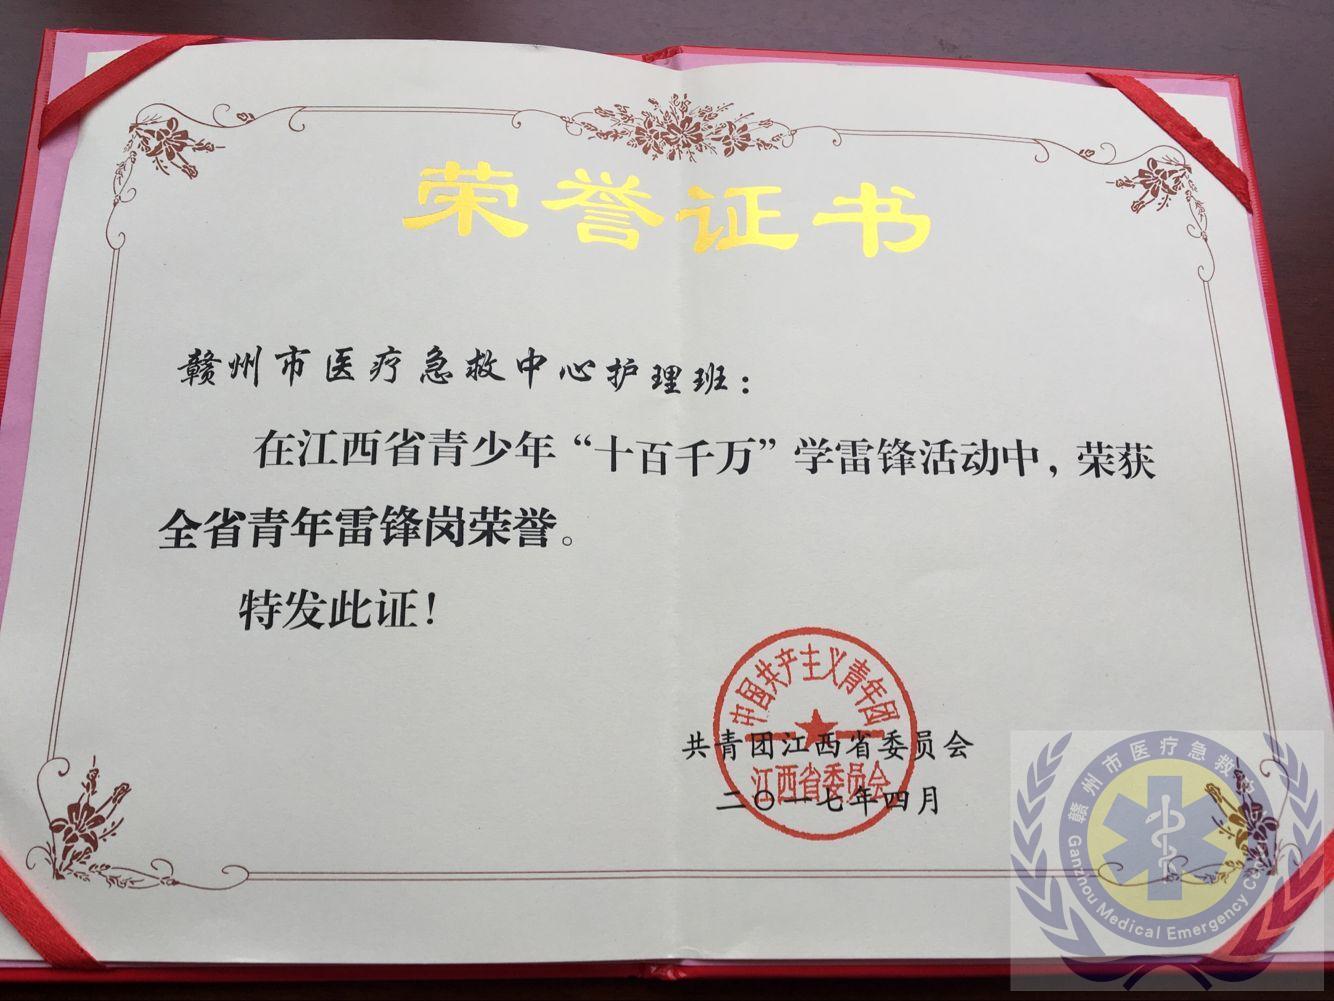 荣誉证书
赣州市医疗急救中心护理班：
在江西省青少年“十百千万”学雷锋活动中，荣获
全省青年雷锋岗荣誉。
特发此证！
中国共产主义青年团
江西省委员会
共青团江西省委员会
二〇一七年四月
赣州市医疗急救中
Ganzhou Medical Emergency Ce